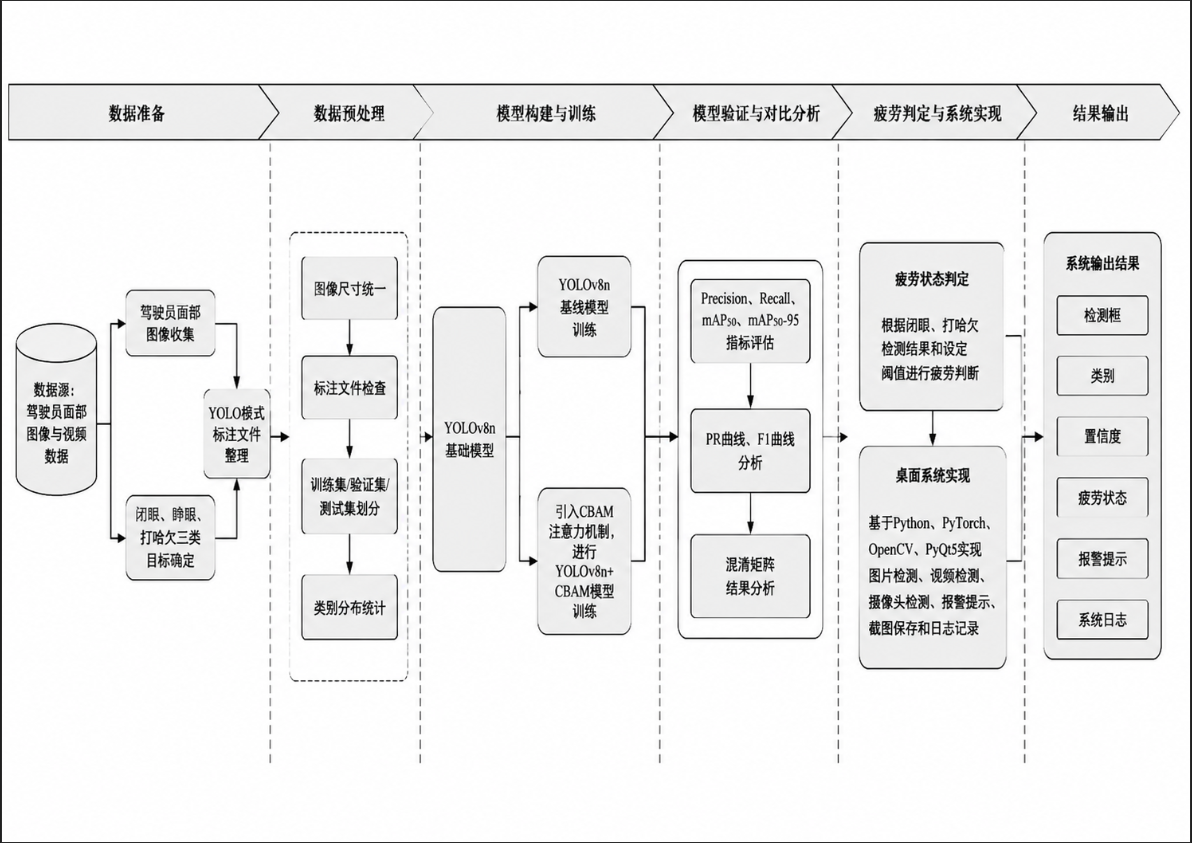 数据准备
数据预处理
模型构建与训练
模型验证与对比分析
疲劳判定与系统实现
结果输出
数据源：
驾驶员面部
图像与视频
数据
驾驶员面部
图像收集
闭眼、睁眼、
打哈欠三类
目标确定
YOLO模式
标注文件
整理
图像尺寸统一
标注文件检查
训练集/验证集/
测试集划分
类别分布统计
YOLOv8n
基础模型
YOLOv8n
基线模型
训练
引入CBAM
注意力机制，
进行
YOLOv8n+
CBAM模型
训练
Precision、Recall、
mAP₅₀、mAP₅₀-95
指标评估
PR曲线、F1曲线
分析
混清矩阵
结果分析
疲劳状态判定
根据闭眼、打哈欠
检测结果和设定
阈值进行疲劳判断
桌面系统实现
基于Python、PyTorch、
OpenCV、PyQt5实现
图片检测、视频检测、
摄像头检测、报警提示、
截图保存和日志记录
系统输出结果
检测框
类别
置信度
疲劳状态
报警提示
系统日志